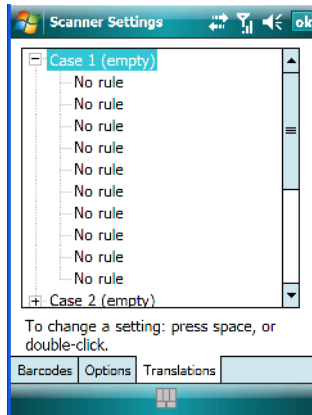 Scanner Settings ok
Case 1 (empty)
No rule
No rule
No rule
No rule
No rule
No rule
No rule
No rule
No rule
No rule
Case 2 (empty)
To change a setting: press space, or
double-click.
Barcodes Options Translations